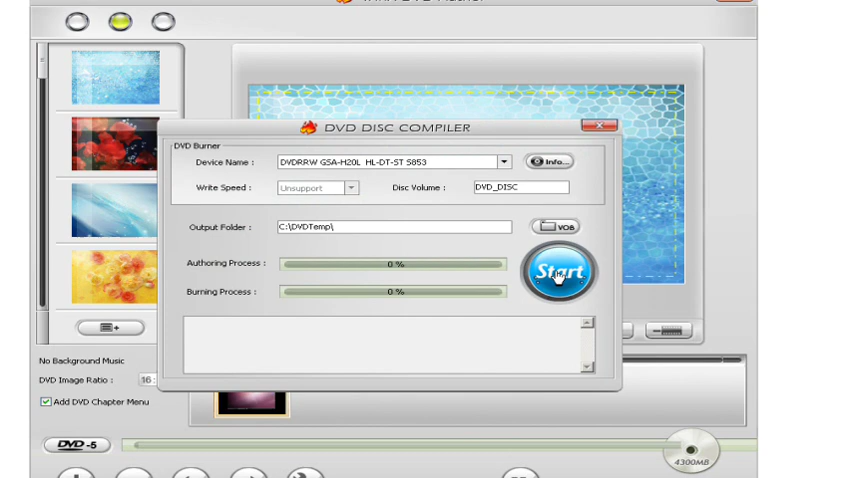 DVD DISC COMPILER
DVD Burner
Device Name : DVDRRW GSA-H20L HL-DT-ST S853 Info...
Write Speed : Unsupport Disc Volume : DVD_DISC
Output Folder : C:\DVDTemp\ VOB
Authoring Process : 0 %
Start
Burning Process : 0 %
No Background Music
DVD Image Ratio : 16:
Add DVD Chapter Menu
DVD -5
4300MB